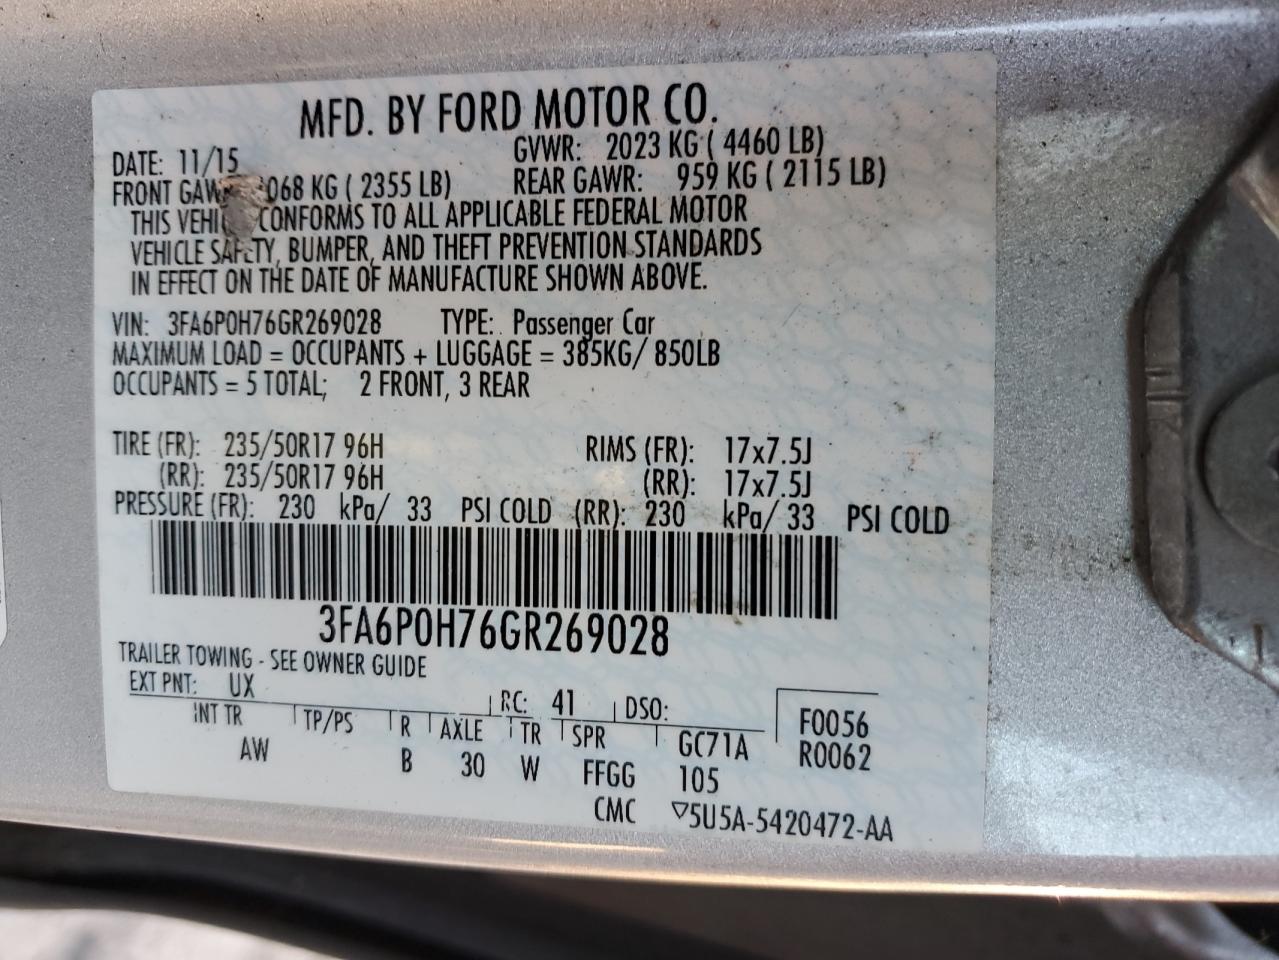 MFD. BY FORD MOTOR CO.
DATE: 11/15 GVWR: 2023 KG ( 4460 LB)
FRONT 068 KG ( 2355 LB) REAR GAWR: 959 KG ( 2115 LB)
THIS CONFORMS TO ALL APPLICABLE FEDERAL MOTOR
VEHICLE SAFETY, BUMPER, AND THEFT PREVENTION STANDARDS
IN EFFECT ON THE DATE OF MANUFACTURE SHOWN ABOVE.
VIN: 3FA6P0H76GR269028 TYPE: Passenger Car
MAXIMUM LOAD = OCCUPANTS + LUGGAGE = 385KG/ 850LB
OCCUPANTS = 5 TOTAL; 2 FRONT, 3 REAR
TIRE (FR): 235/50R17 96H RIMS (FR): 17x7.5J
(RR): 235/50R17 96H (RR): 17x7.5J
PRESSURE (FR): 230 kPa/ 33 PSI COLD (RR): 230 kPa/ 33 PSI COLD
3FA6P0H76GR269028
TRAILER TOWING - SEE OWNER GUIDE
EXT PNT: UX RC: 41 DSO:
INT TR TP/PS R AXLE TR SPR GC71A F0056
AW B 30 W FFGG 105 R0062
CMC ▽5U5A-5420472-AA